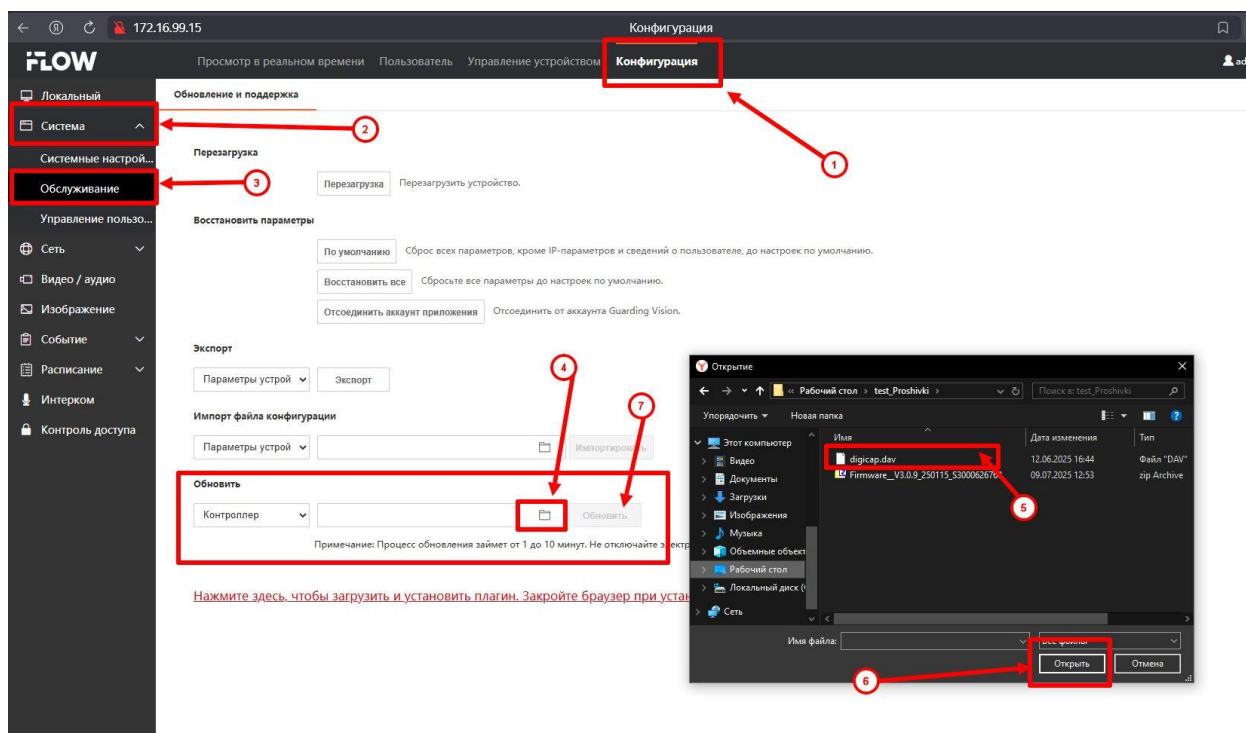 172.16.99.15 Конфигурация
iFLOW Просмотр в реальном времени Пользователь Управление устройством Конфигурация ad
Локальный Обновление и поддержка
Система
2
1
Системные настрой... Перезагрузка
Обслуживание 3 Перезагрузка Перезагрузить устройство.
Управление пользо... Восстановить параметры
Сеть По умолчанию Сброс всех параметров, кроме IP-параметров и сведений о пользователе, до настроек по умолчанию.
Видео / аудио Восстановить все Сбросьте все параметры до настроек по умолчанию.
Изображение Отсоединить аккаунт приложения Отсоединить от аккаунта Guarding Vision.
Событие
Экспорт
Расписание Параметры устрой Экспорт
Интерком
Контроль доступа
Импорт файла конфигурации
Параметры устрой Импортировать
4
7
Обновить
Контроллер Обновить
Примечание: Процесс обновления займет от 1 до 10 минут. Не отключайте
Нажмите здесь, чтобы загрузить и установить плагин. Закройте браузер при
Открытие
« Рабочий стол › test_Proshivki › Поиск в: test_Proshivki
Упорядочить Новая папка
Этот компьютер Имя Дата изменения Тип
Видео digicap.dav 12.06.2025 16:44 Файл "DAV"
Документы Firmware__V3.0.9_250115_S3000626767 09.07.2025 12:53 zip Archive
Загрузки
5
Изображения
Музыка
Объемные объект
Рабочий стол
Локальный диск (
Сеть
Имя файла:
Открыть Отмена
6